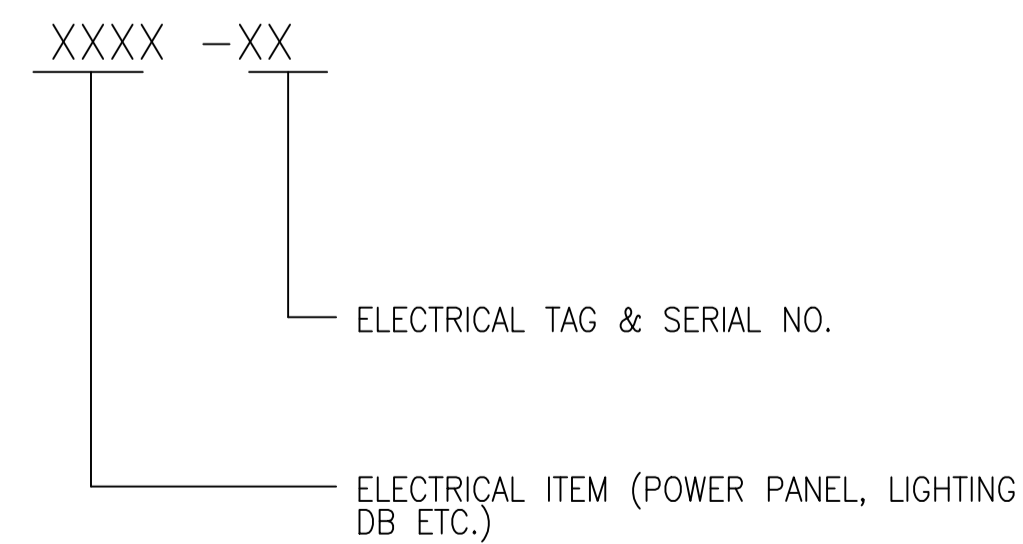 XXXX -XX
ELECTRICAL TAG & SERIAL NO.
ELECTRICAL ITEM (POWER PANEL, LIGHTING
DB ETC.)